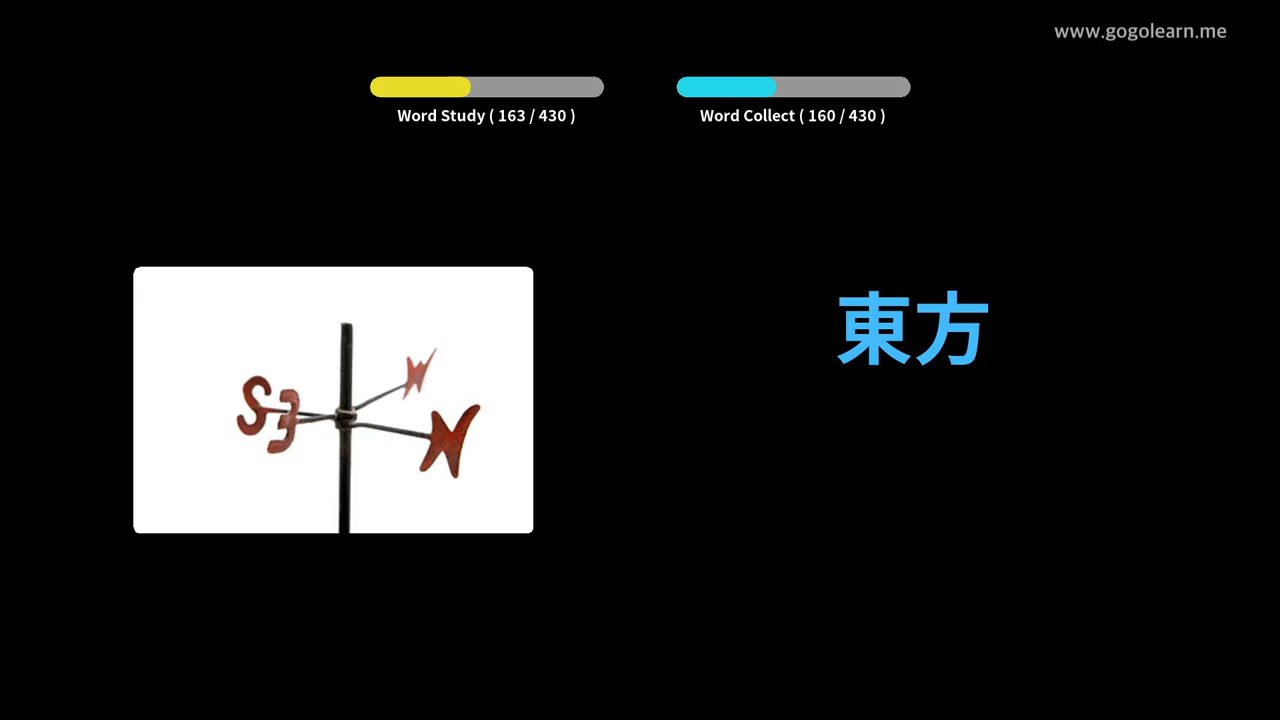 www.gogolearn.me
Word Study ( 163 / 430 )
Word Collect ( 160 / 430 )
東方
S
E
N
W